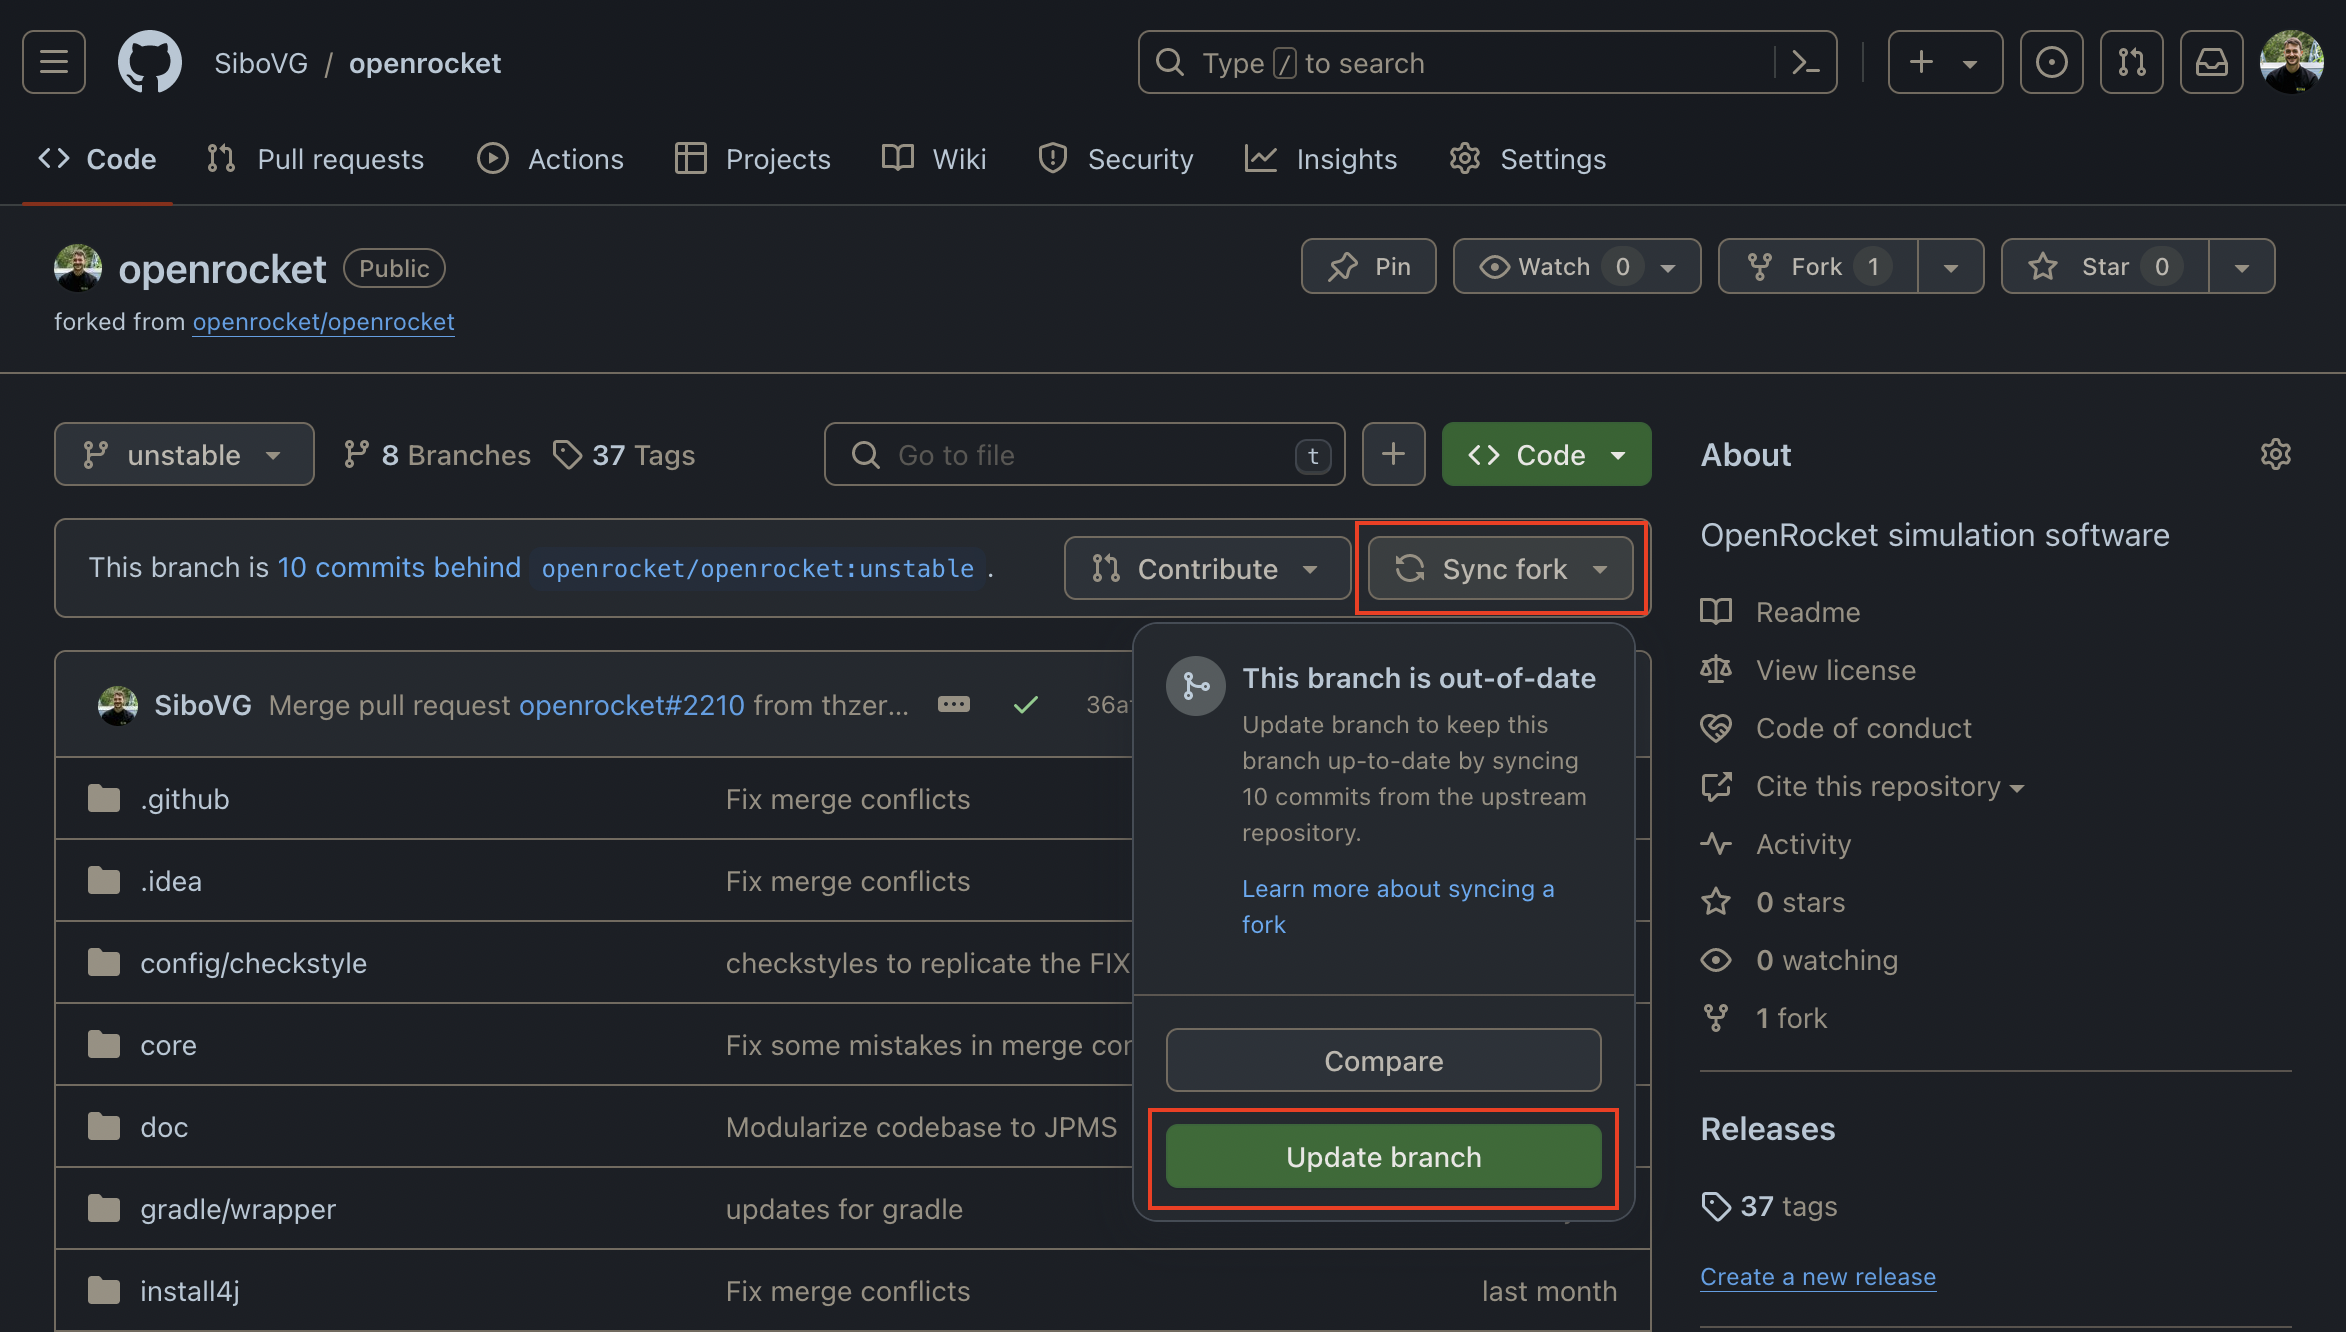 SiboVG / openrocket
Type / to search
Code
Pull requests
Actions
Projects
Wiki
Security
Insights
Settings
openrocket Public
Pin
Watch 0
Fork 1
Star 0
forked from openrocket/openrocket
unstable
8 Branches
37 Tags
Go to file
t
Code
This branch is 10 commits behind openrocket/openrocket:unstable .
Contribute
Sync fork
SiboVG Merge pull request openrocket#2210 from thzer...
.github
Fix merge conflicts
.idea
Fix merge conflicts
config/checkstyle
checkstyles to replicate the FIX
core
Fix some mistakes in merge
doc
Modularize codebase to JPMS
gradle/wrapper
updates for gradle
install4j
Fix merge conflicts
last month
This branch is out-of-date
Update branch to keep this
branch up-to-date by syncing
10 commits from the upstream
repository.
Learn more about syncing a
fork
Compare
Update branch
About
OpenRocket simulation software
Readme
View license
Code of conduct
Cite this repository
Activity
0 stars
0 watching
1 fork
Releases
37 tags
Create a new release